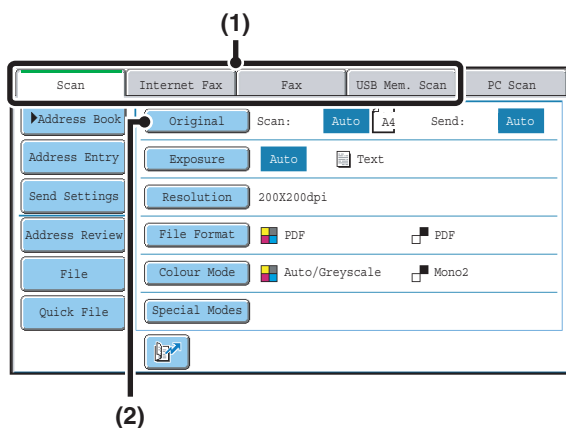 (1)
Scan Internet Fax Fax USB Mem. Scan PC Scan
Address Book Original Scan: Auto A4 Send: Auto
Address Entry Exposure Auto Text
Send Settings Resolution 200X200dpi
Address Review File Format PDF PDF
File Colour Mode Auto/Greyscale Mono2
Quick File Special Modes
(2)